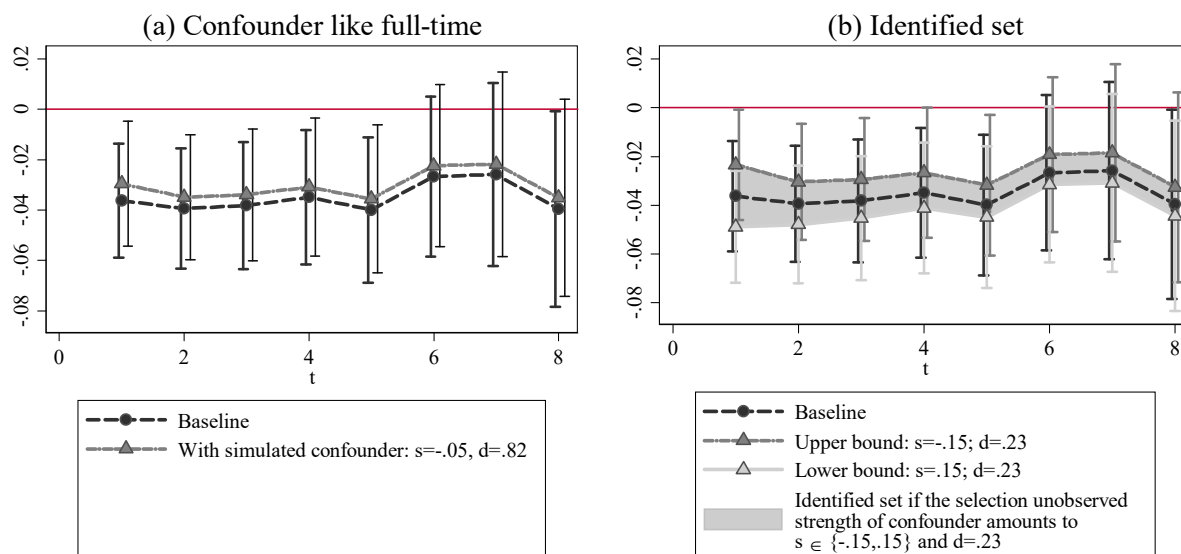 (a) Confounder like full-time
.02
0
-.02
-.04
-.06
-.08
0 2 4 6 8
t
Baseline
With simulated confounder: s=-.05, d=.82
(b) Identified set
.02
0
-.02
-.04
-.06
-.08
0 2 4 6 8
t
Baseline
Upper bound: s=-.15; d=.23
Lower bound: s=.15; d=.23
Identified set if the selection unobserved
strength of confounder amounts to
s ∈ {-.15,.15} and d=.23